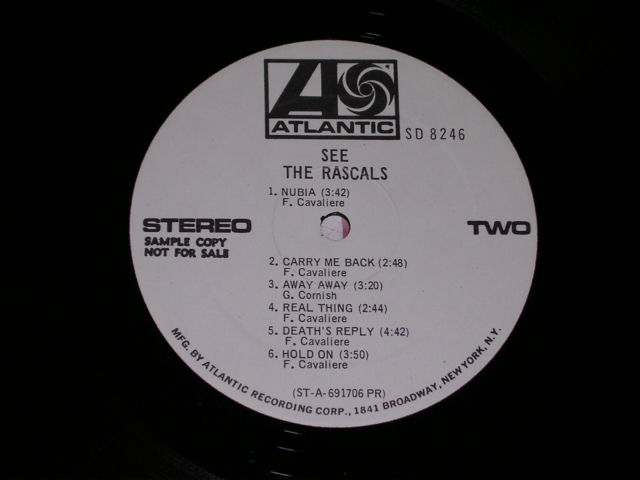 ATLANTIC
SD 8246
SEE
THE RASCALS
1. NUBIA (3:42)
F. Cavaliere
STEREO
TWO
SAMPLE COPY
NOT FOR SALE
2. CARRY ME BACK (2:48)
F. Cavaliere
3. AWAY AWAY (3:20)
G. Cornish
4. REAL THING (2:44)
F. Cavaliere
5. DEATH'S REPLY (4:42)
F. Cavaliere
6. HOLD ON (3:50)
F. Cavaliere
(ST-A-691706 PR)
MFG. BY ATLANTIC RECORDING CORP., 1841 BROADWAY, NEW YORK, N.Y.